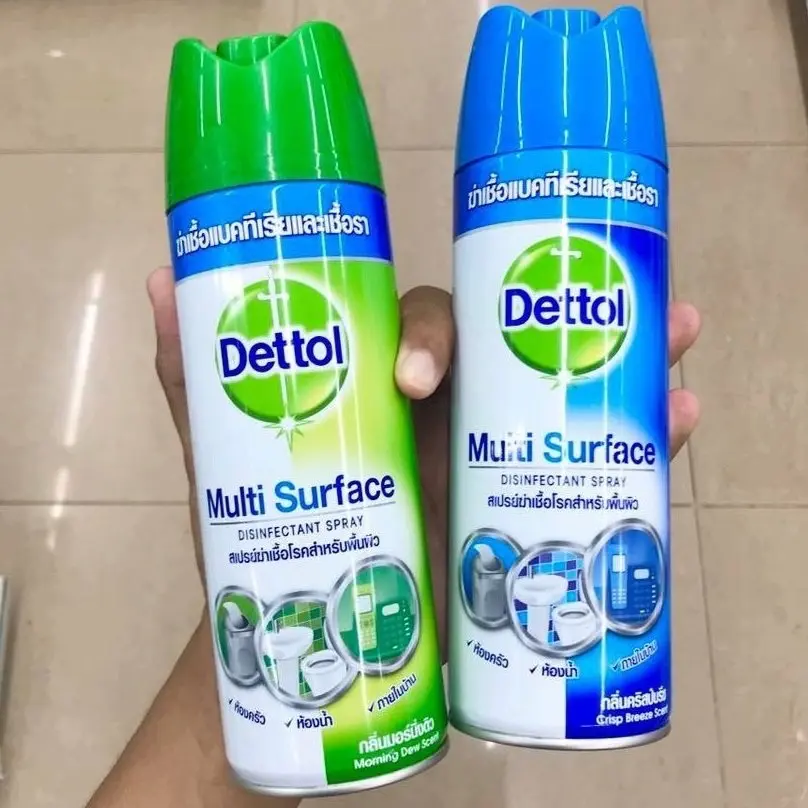 ฆ่าเชื้อแบคทีเรียและเชื้อรา
Dettol
Multi Surface
DISINFECTANT SPRAY
สเปรย์ฆ่าเชื้อโรคสำหรับพื้นผิว
ห้องครัว
ห้องน้ำ
ภายในบ้าน
กลิ่นมอร์นิ่งดิว
Morning Dew Scent
ฆ่าเชื้อแบคทีเรียและเชื้อรา
Dettol
Multi Surface
DISINFECTANT SPRAY
สเปรย์ฆ่าเชื้อโรคสำหรับพื้นผิว
ห้องครัว
ห้องน้ำ
ภายในบ้าน
กลิ่นคริสป์บรีซ
Crisp Breeze Scent